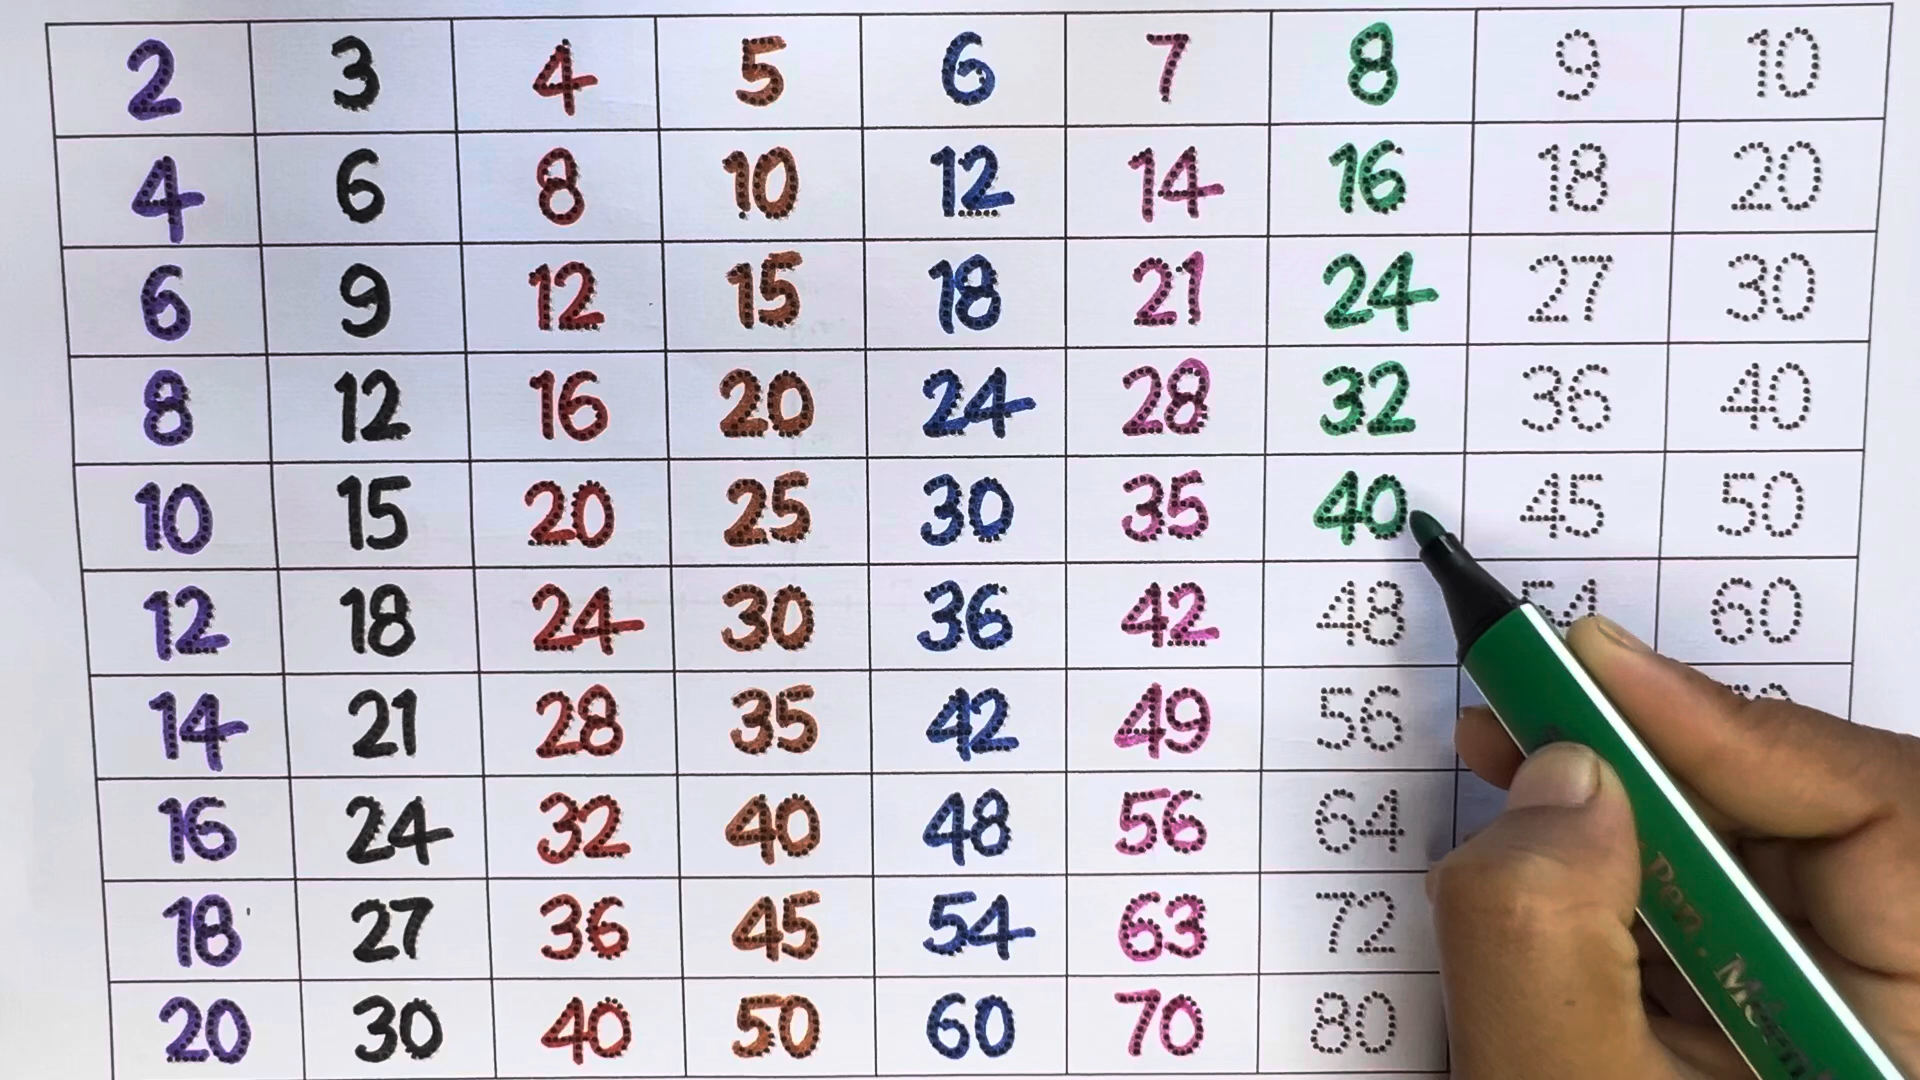 2 3 4 5 6 7 8 9 10
4 6 8 10 12 14 16 18 20
6 9 12 15 18 21 24 27 30
8 12 16 20 24 28 32 36 40
10 15 20 25 30 35 40 45 50
12 18 24 30 36 42 48 54 60
14 21 28 35 42 49 56
16 24 32 40 48 56 64
18 27 36 45 54 63 72
20 30 40 50 60 70 80
Pen.